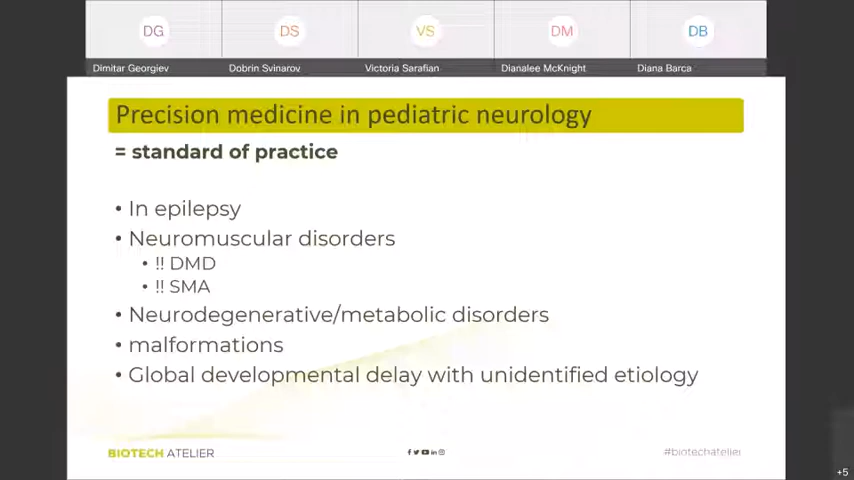 DG
DS
VS
DM
DB
Dimitar Georgiev
Dobrin Svinarov
Victoria Sarafian
Dianalee McKnight
Diana Barca
Precision medicine in pediatric neurology
= standard of practice
• In epilepsy
• Neuromuscular disorders
• !! DMD
• !! SMA
• Neurodegenerative/metabolic disorders
• malformations
• Global developmental delay with unidentified etiology
BIOTECH ATELIER
#biotechatelier
+5